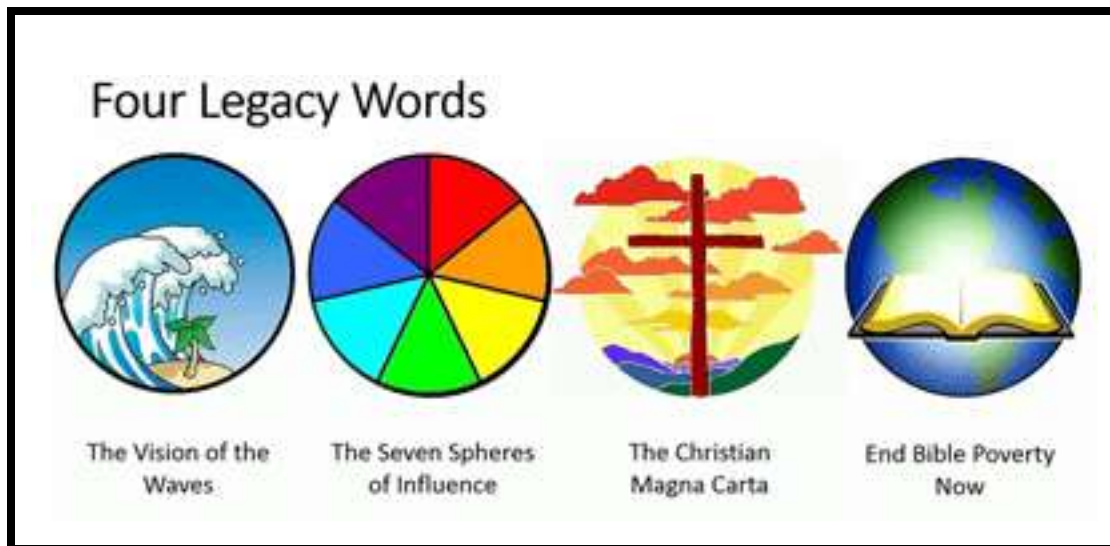 Four Legacy Words
The Vision of the
Waves
The Seven Spheres
of Influence
The Christian
Magna Carta
End Bible Poverty
Now